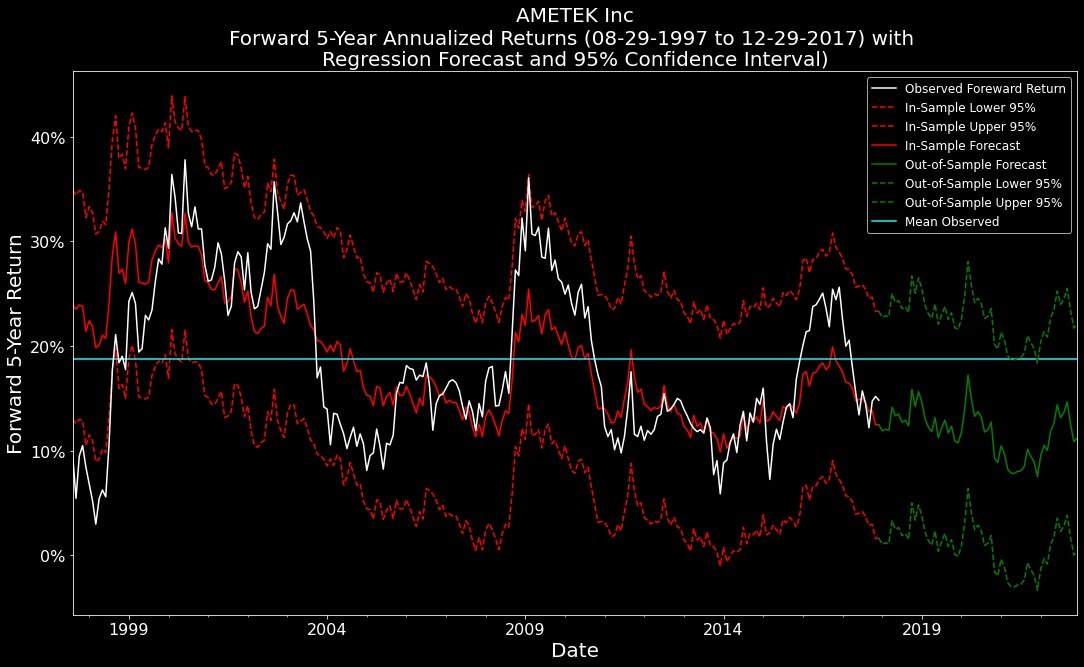 AMETEK Inc
Forward 5-Year Annualized Returns (08-29-1997 to 12-29-2017) with
Regression Forecast and 95% Confidence Interval)
Observed Foreward Return
In-Sample Lower 95%
In-Sample Upper 95%
In-Sample Forecast
Out-of-Sample Forecast
Out-of-Sample Lower 95%
Out-of-Sample Upper 95%
Mean Observed
Forward 5-Year Return
40%
30%
20%
10%
0%
1999
2004
2009
2014
2019
Date